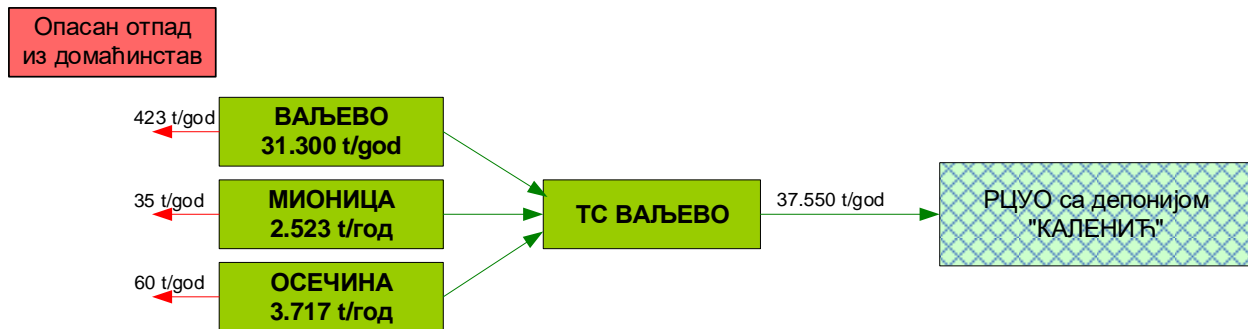 Опасан отпад
из домаћинстав
423 t/god
ВАЉЕВО
31.300 t/god
35 t/god
МИОНИЦА
2.523 t/год
60 t/god
ОСЕЧИНА
3.717 t/год
ТС ВАЉЕВО
37.550 t/god
РЦУО са депонијом
"КАЛЕНИЋ"